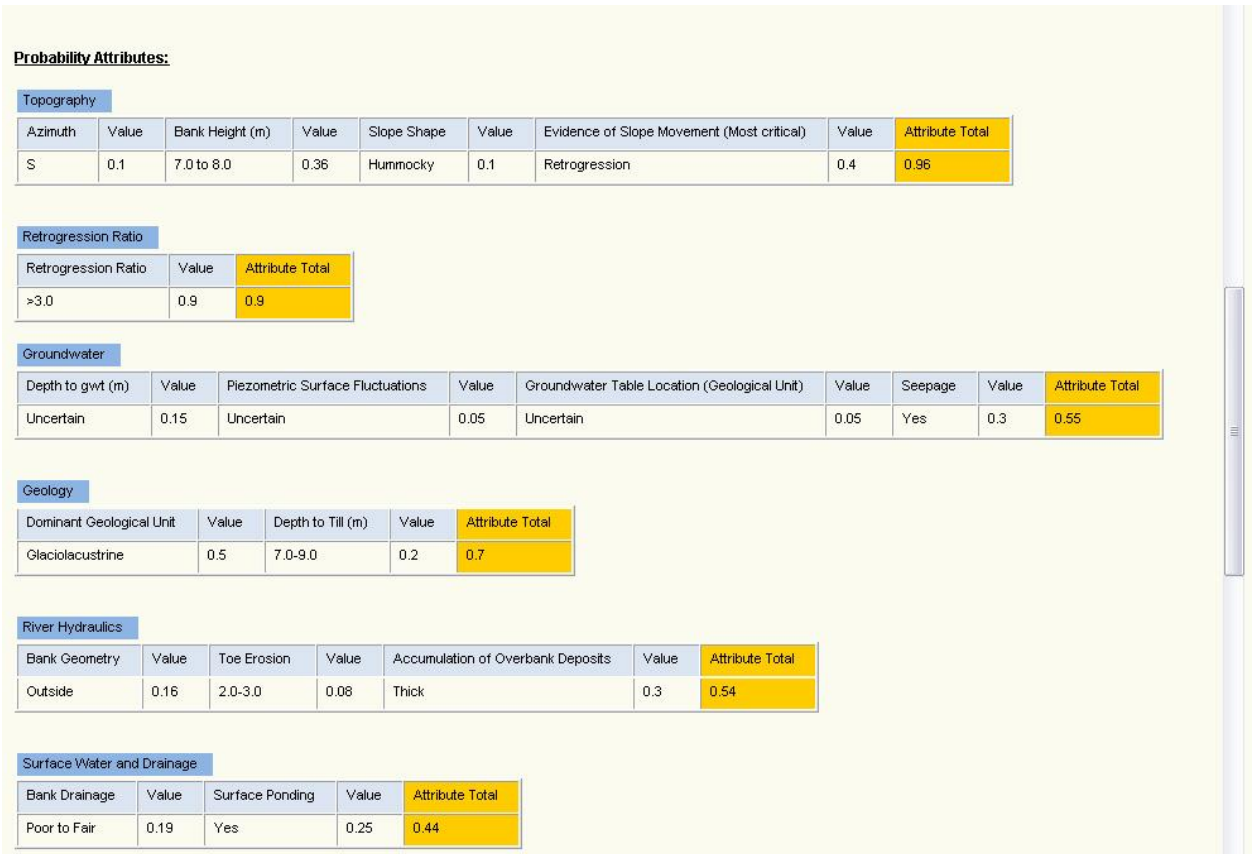 Probability Attributes:
Topography
Azimuth Value Bank Height (m) Value Slope Shape Value Evidence of Slope Movement (Most critical) Value Attribute Total
S 0.1 7.0 to 8.0 0.36 Hummocky 0.1 Retrogression 0.4 0.96
Retrogression Ratio
Retrogression Ratio Value Attribute Total
>3.0 0.9 0.9
Groundwater
Depth to gwt (m) Value Piezometric Surface Fluctuations Value Groundwater Table Location (Geological Unit) Value Seepage Value Attribute Total
Uncertain 0.15 Uncertain 0.05 Uncertain 0.05 Yes 0.3 0.55
Geology
Dominant Geological Unit Value Depth to Till (m) Value Attribute Total
Glaciolacustrine 0.5 7.0-9.0 0.2 0.7
River Hydraulics
Bank Geometry Value Toe Erosion Value Accumulation of Overbank Deposits Value Attribute Total
Outside 0.16 2.0-3.0 0.08 Thick 0.3 0.54
Surface Water and Drainage
Bank Drainage Value Surface Ponding Value Attribute Total
Poor to Fair 0.19 Yes 0.25 0.44